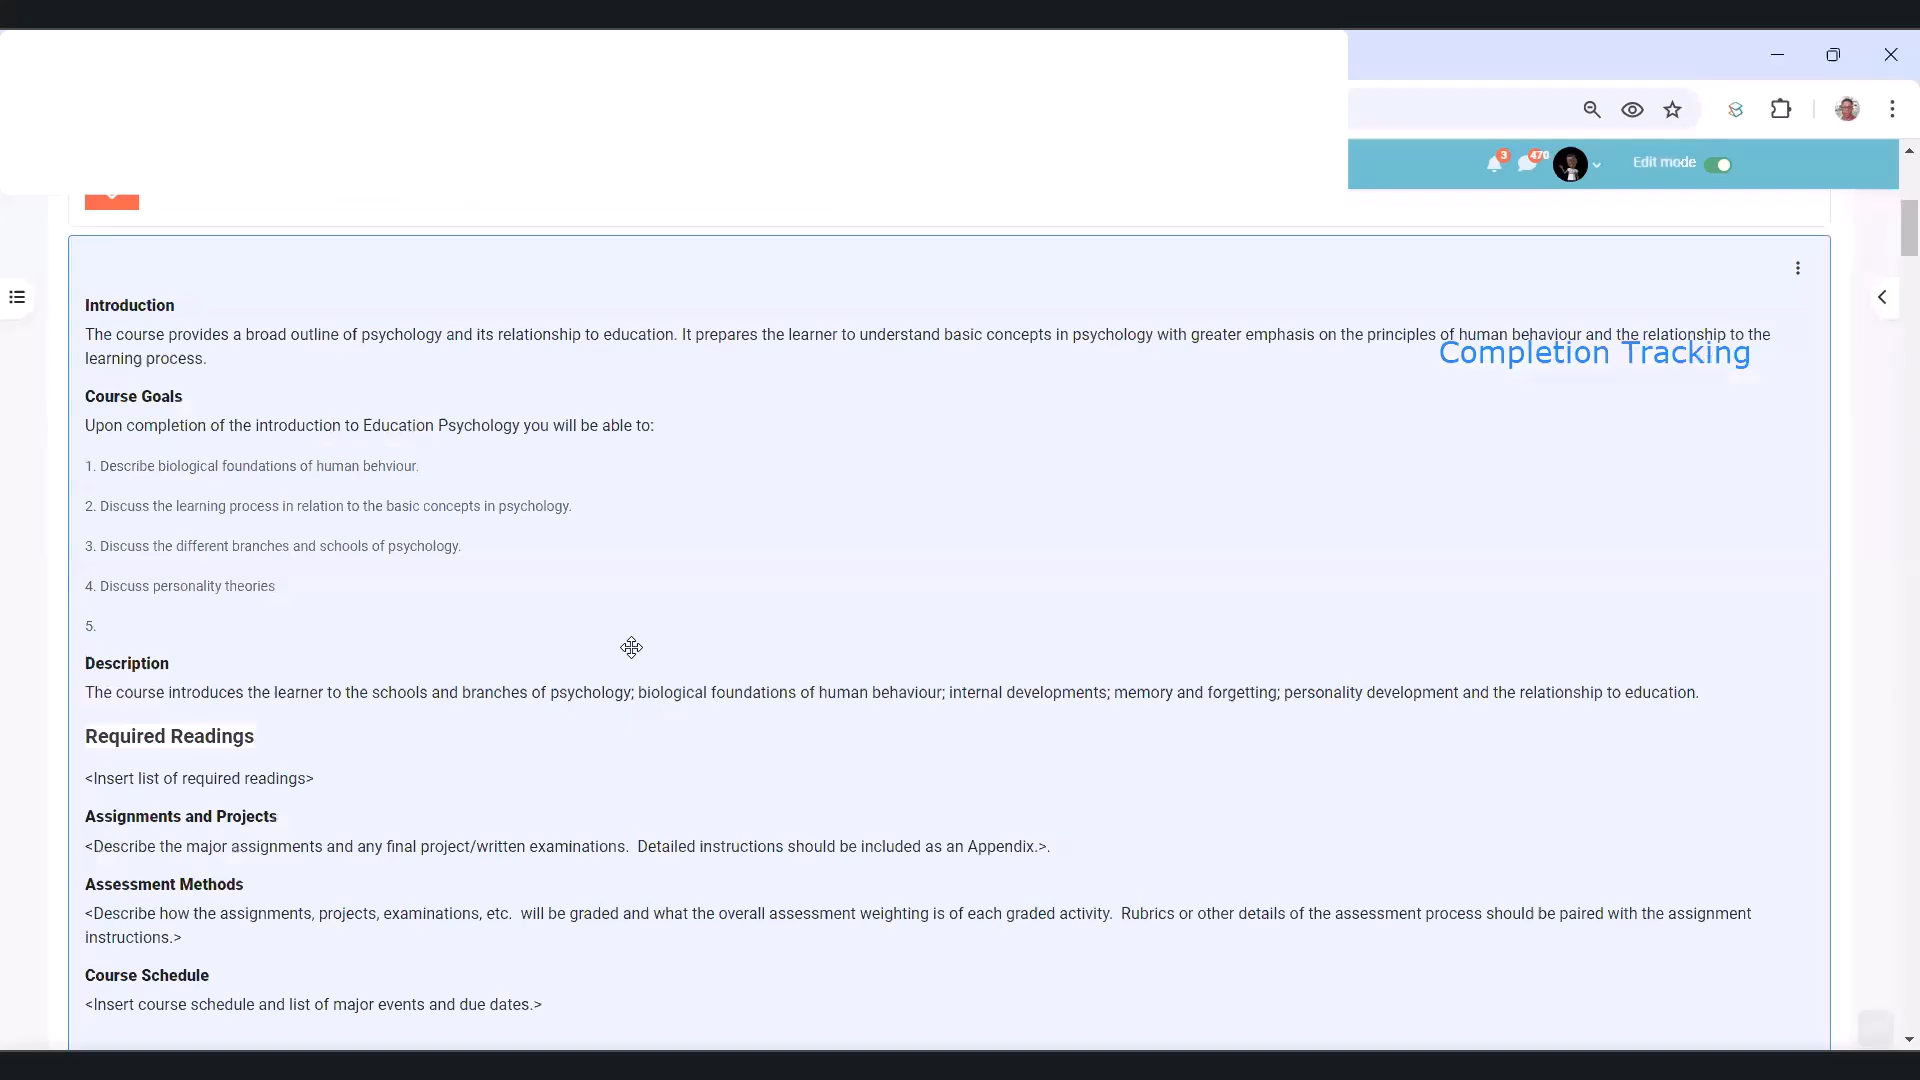 3
470
Edit mode
Introduction
The course provides a broad outline of psychology and its relationship to education. It prepares the learner to understand basic concepts in psychology with greater emphasis on the principles of human behaviour and the relationship to the
learning process.
Completion Tracking
Course Goals
Upon completion of the introduction to Education Psychology you will be able to:
1. Describe biological foundations of human behviour.
2. Discuss the learning process in relation to the basic concepts in psychology.
3. Discuss the different branches and schools of psychology.
4. Discuss personality theories
5.
Description
The course introduces the learner to the schools and branches of psychology; biological foundations of human behaviour; internal developments; memory and forgetting; personality development and the relationship to education.
Required Readings
<Insert list of required readings>
Assignments and Projects
<Describe the major assignments and any final project/written examinations.  Detailed instructions should be included as an Appendix.>.
Assessment Methods
<Describe how the assignments, projects, examinations, etc.  will be graded and what the overall assessment weighting is of each graded activity.  Rubrics or other details of the assessment process should be paired with the assignment
instructions.>
Course Schedule
<Insert course schedule and list of major events and due dates.>